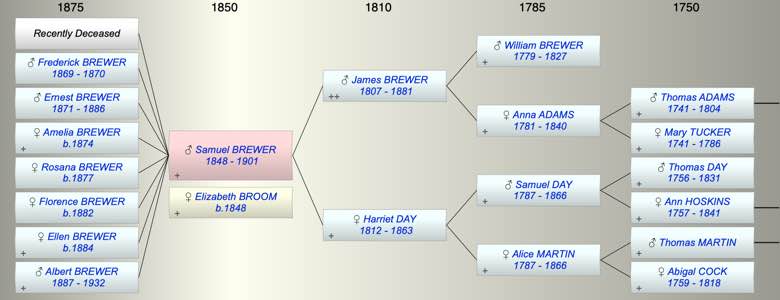 1875
1850
1810
1785
1750
Recently Deceased
♂ Frederick BREWER
1869 - 1870
♂ Ernest BREWER
1871 - 1886
♀ Amelia BREWER
b.1874
+
♀ Rosana BREWER
b.1877
♀ Florence BREWER
b.1882
+
♀ Ellen BREWER
b.1884
+
♂ Albert BREWER
1887 - 1932
+
♂ Samuel BREWER
1848 - 1901
+
♀ Elizabeth BROOM
b.1848
+
♂ James BREWER
1807 - 1881
++
♀ Harriet DAY
1812 - 1863
+
♂ William BREWER
1779 - 1827
+
♀ Anna ADAMS
1781 - 1840
+
♂ Samuel DAY
1787 - 1866
+
♀ Alice MARTIN
1787 - 1866
+
♂ Thomas ADAMS
1741 - 1804
+
♀ Mary TUCKER
1741 - 1786
+
♂ Thomas DAY
1756 - 1831
+
♀ Ann HOSKINS
1757 - 1841
+
♂ Thomas MARTIN
+
♀ Abigal COCK
1759 - 1818
+